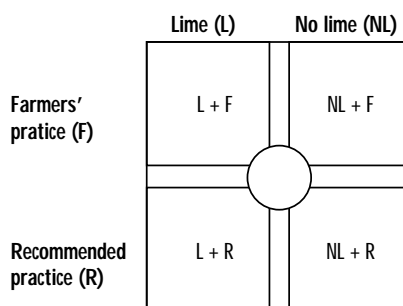 Lime (L) No lime (NL)
Farmers'
pratice (F)
L + F NL + F
Recommended
practice (R)
L + R NL + R